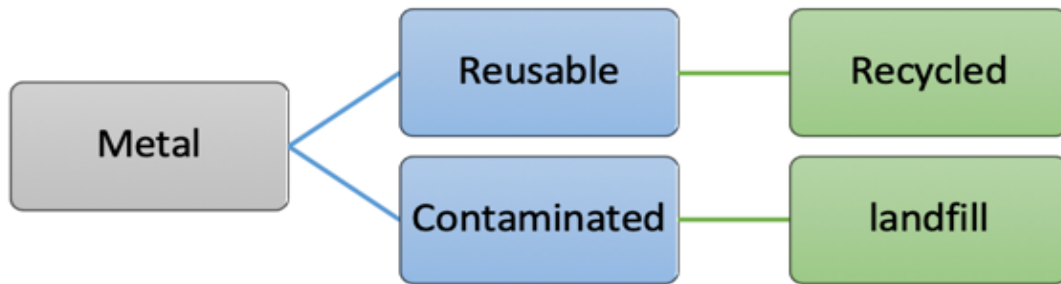 Metal
Reusable
Recycled
Contaminated
landfill